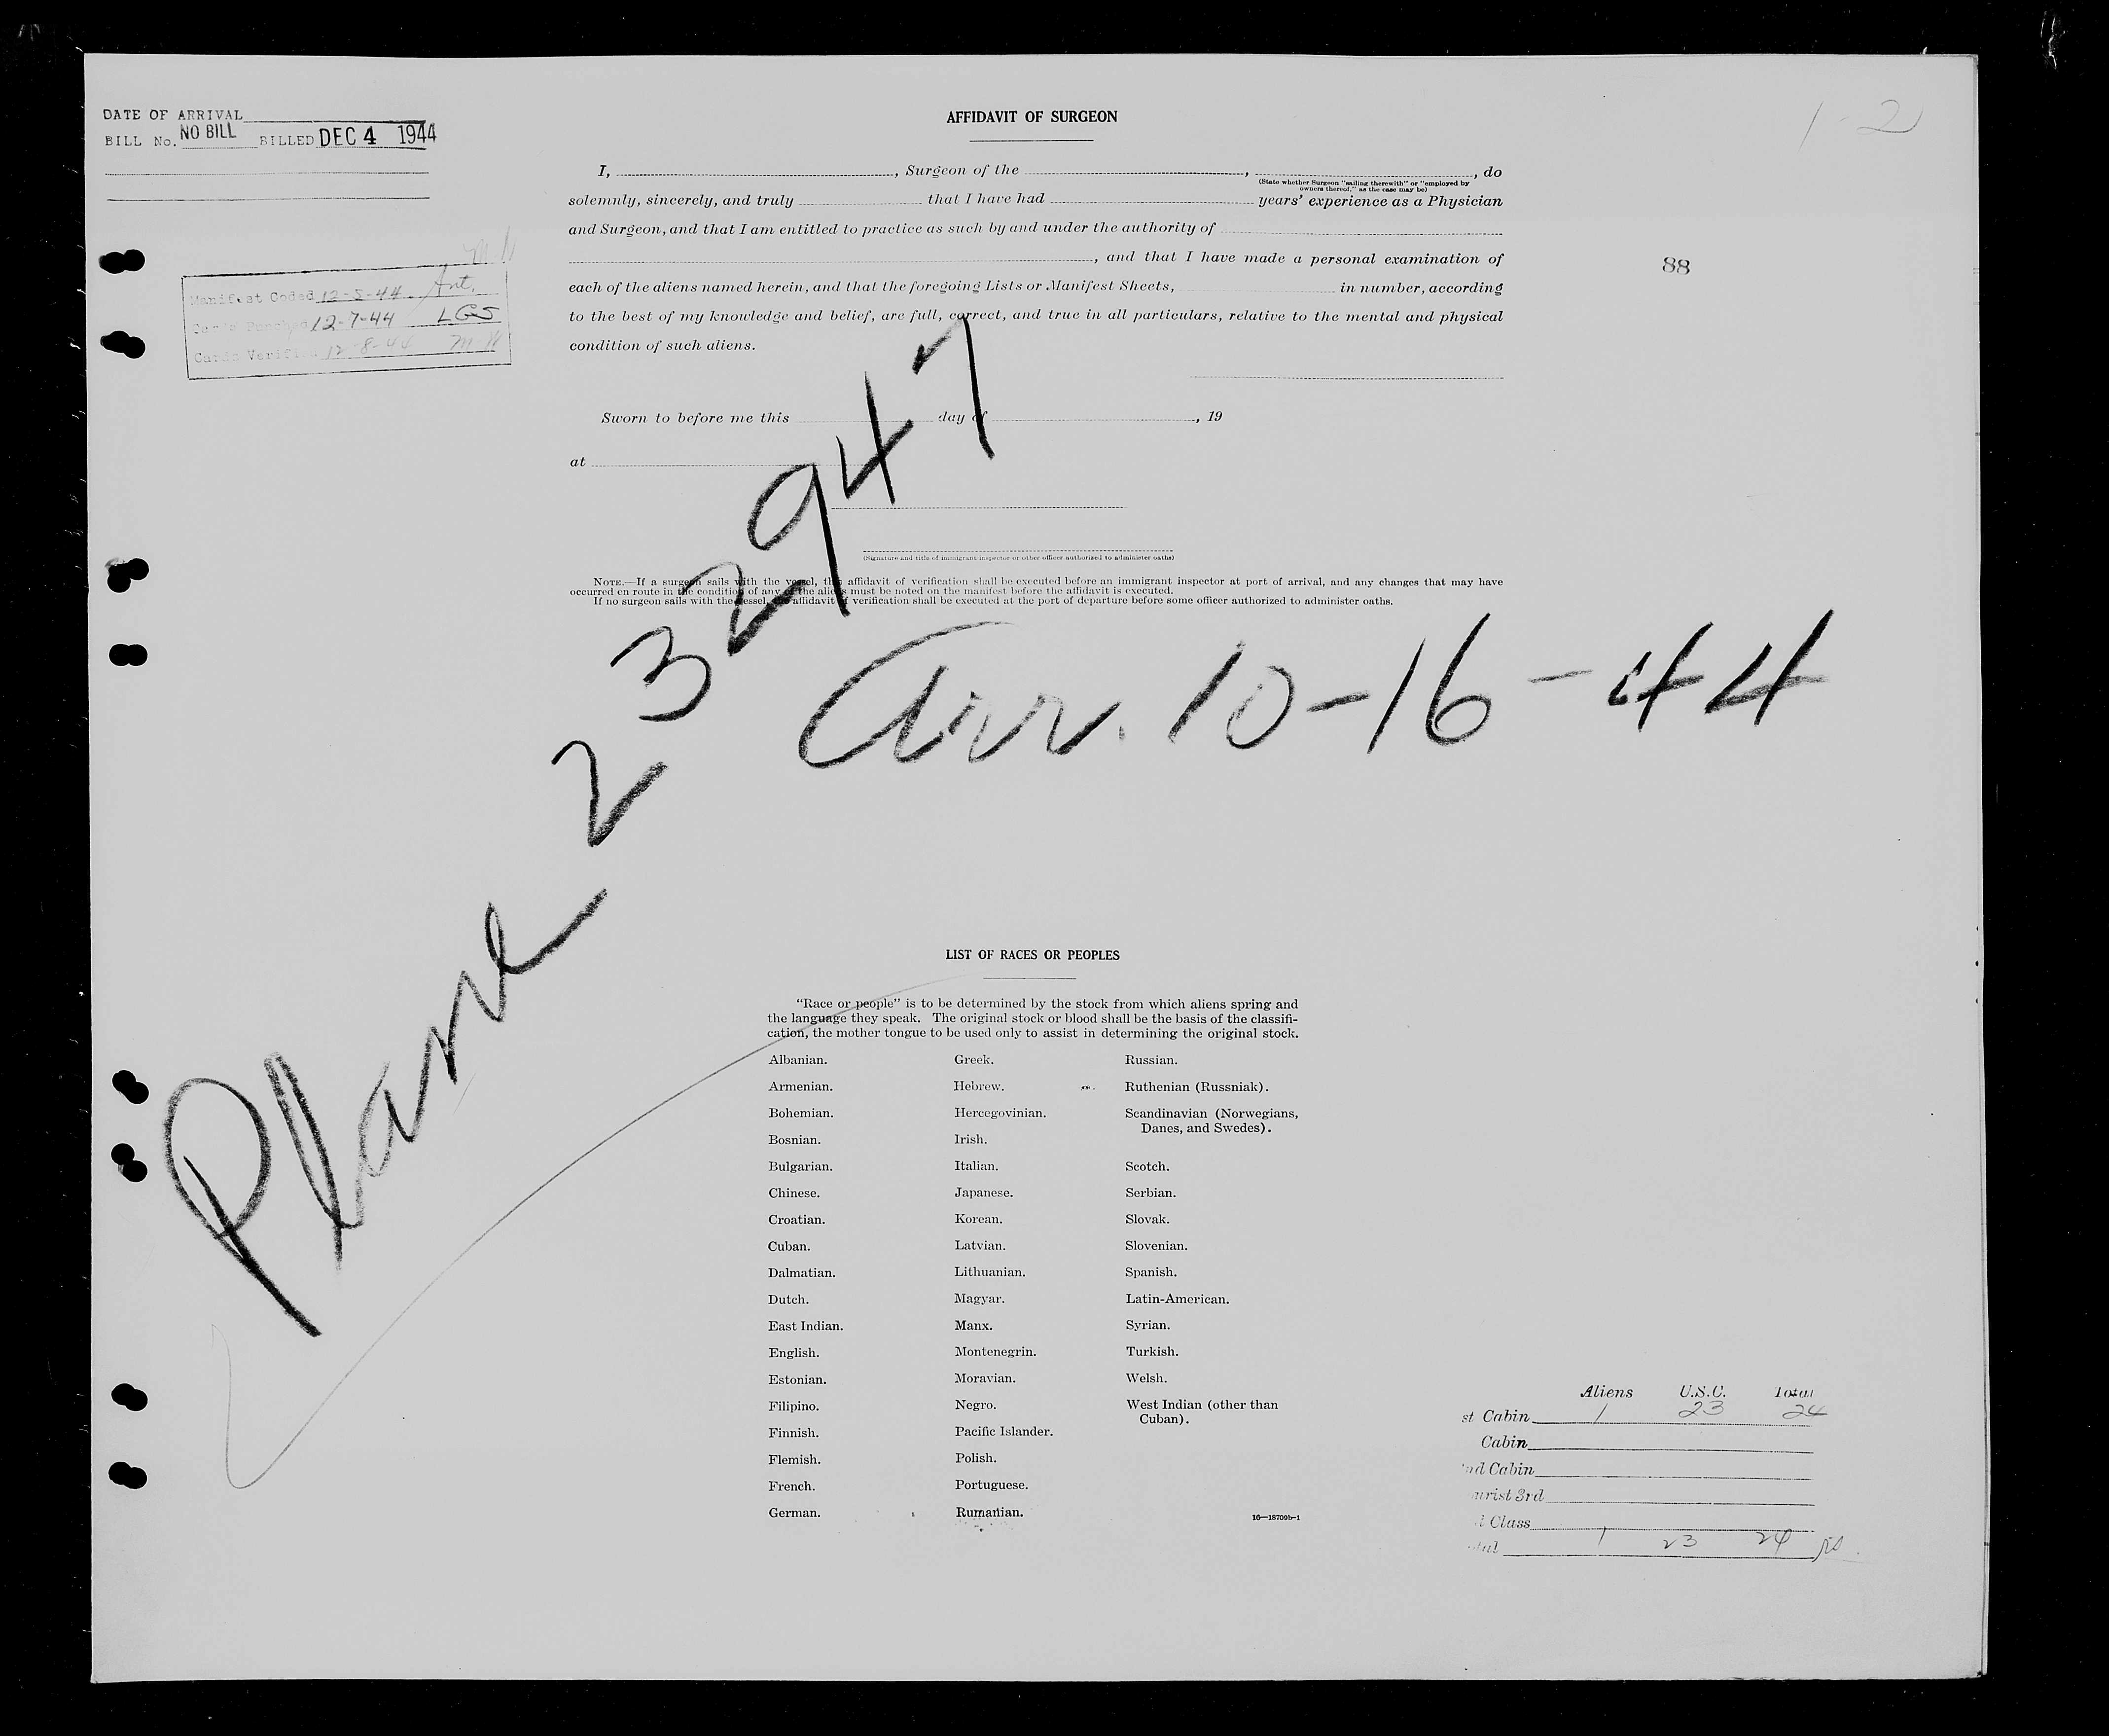 DATE OF ARRIVAL
BILL No. NO BILL BILLED DEC 4 1944
1-2
AFFIDAVIT OF SURGEON
I, , Surgeon of the , , do
(State whether Surgeon "sailing therewith" or "employed by
owners thereof," as the case may be)
solemnly, sincerely, and truly that I have had years' experience as a Physician
and Surgeon, and that I am entitled to practice as such by and under the authority of
, and that I have made a personal examination of
88
each of the aliens named herein, and that the foregoing Lists or Manifest Sheets, in number, according
to the best of my knowledge and belief, are full, correct, and true in all particulars, relative to the mental and physical
condition of such aliens.
Manifest Coded 12-5-44 Ant.
12-7-44 LGS
Cards Verified 12-8-44
Sworn to before me this day of , 19
at
(Signature and title of immigrant inspector or other officer authorized to administer oaths)
NOTE.—If a surgeon sails with the vessel, this affidavit of verification shall be executed before an immigrant inspector at port of arrival, and any changes that may have
occurred en route in the condition of any of the aliens must be noted on the manifest before the affidavit is executed.
If no surgeon sails with the vessel, affidavit of verification shall be executed at the port of departure before some officer authorized to administer oaths.
Plane 232947
Arr. 10-16-44
LIST OF RACES OR PEOPLES
"Race or people" is to be determined by the stock from which aliens spring and
the language they speak. The original stock or blood shall be the basis of the classifi-
cation, the mother tongue to be used only to assist in determining the original stock.
Albanian.
Armenian.
Bohemian.
Bosnian.
Bulgarian.
Chinese.
Croatian.
Cuban.
Dalmatian.
Dutch.
East Indian.
English.
Estonian.
Filipino.
Finnish.
Flemish.
French.
German.
Greek.
Hebrew.
Hercegovinian.
Irish.
Italian.
Japanese.
Korean.
Latvian.
Lithuanian.
Magyar.
Manx.
Montenegrin.
Moravian.
Negro.
Pacific Islander.
Polish.
Portuguese.
Rumanian.
Russian.
Ruthenian (Russniak).
Scandinavian (Norwegians,
Danes, and Swedes).
Scotch.
Serbian.
Slovak.
Slovenian.
Spanish.
Latin-American.
Syrian.
Turkish.
Welsh.
West Indian (other than
Cuban).
16—18709b-1
Aliens U.S.C. Total
st Cabin 1 23 24
Cabin
nd Cabin
urist 3rd
Class
tal 1 23 24